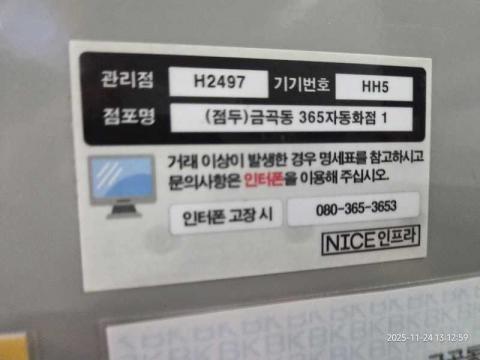 관리점 H2497 기기번호 HH5
점포명 (점두)금곡동 365자동화점 1
거래 이상이 발생한 경우 명세표를 참고하시고
문의사항은 인터폰을 이용해 주십시오.
인터폰 고장 시 080-365-3653
NICE인프라
2025-11-24 13:12:59